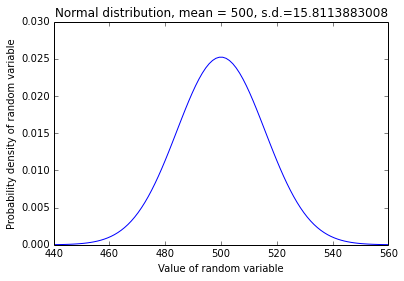 Normal distribution, mean = 500, s.d.=15.8113883008
0.030
0.025
0.020
0.015
0.010
0.005
0.000
Probability density of random variable
440 460 480 500 520 540 560
Value of random variable